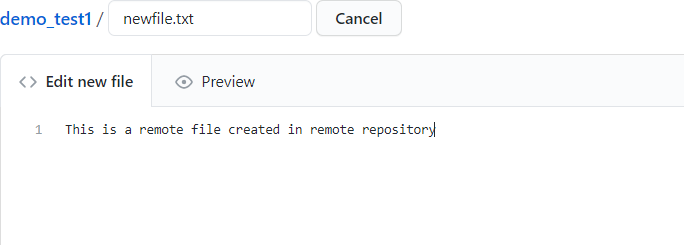 demo_test1 / newfile.txt Cancel
<> Edit new file Preview
1 This is a remote file created in remote repository